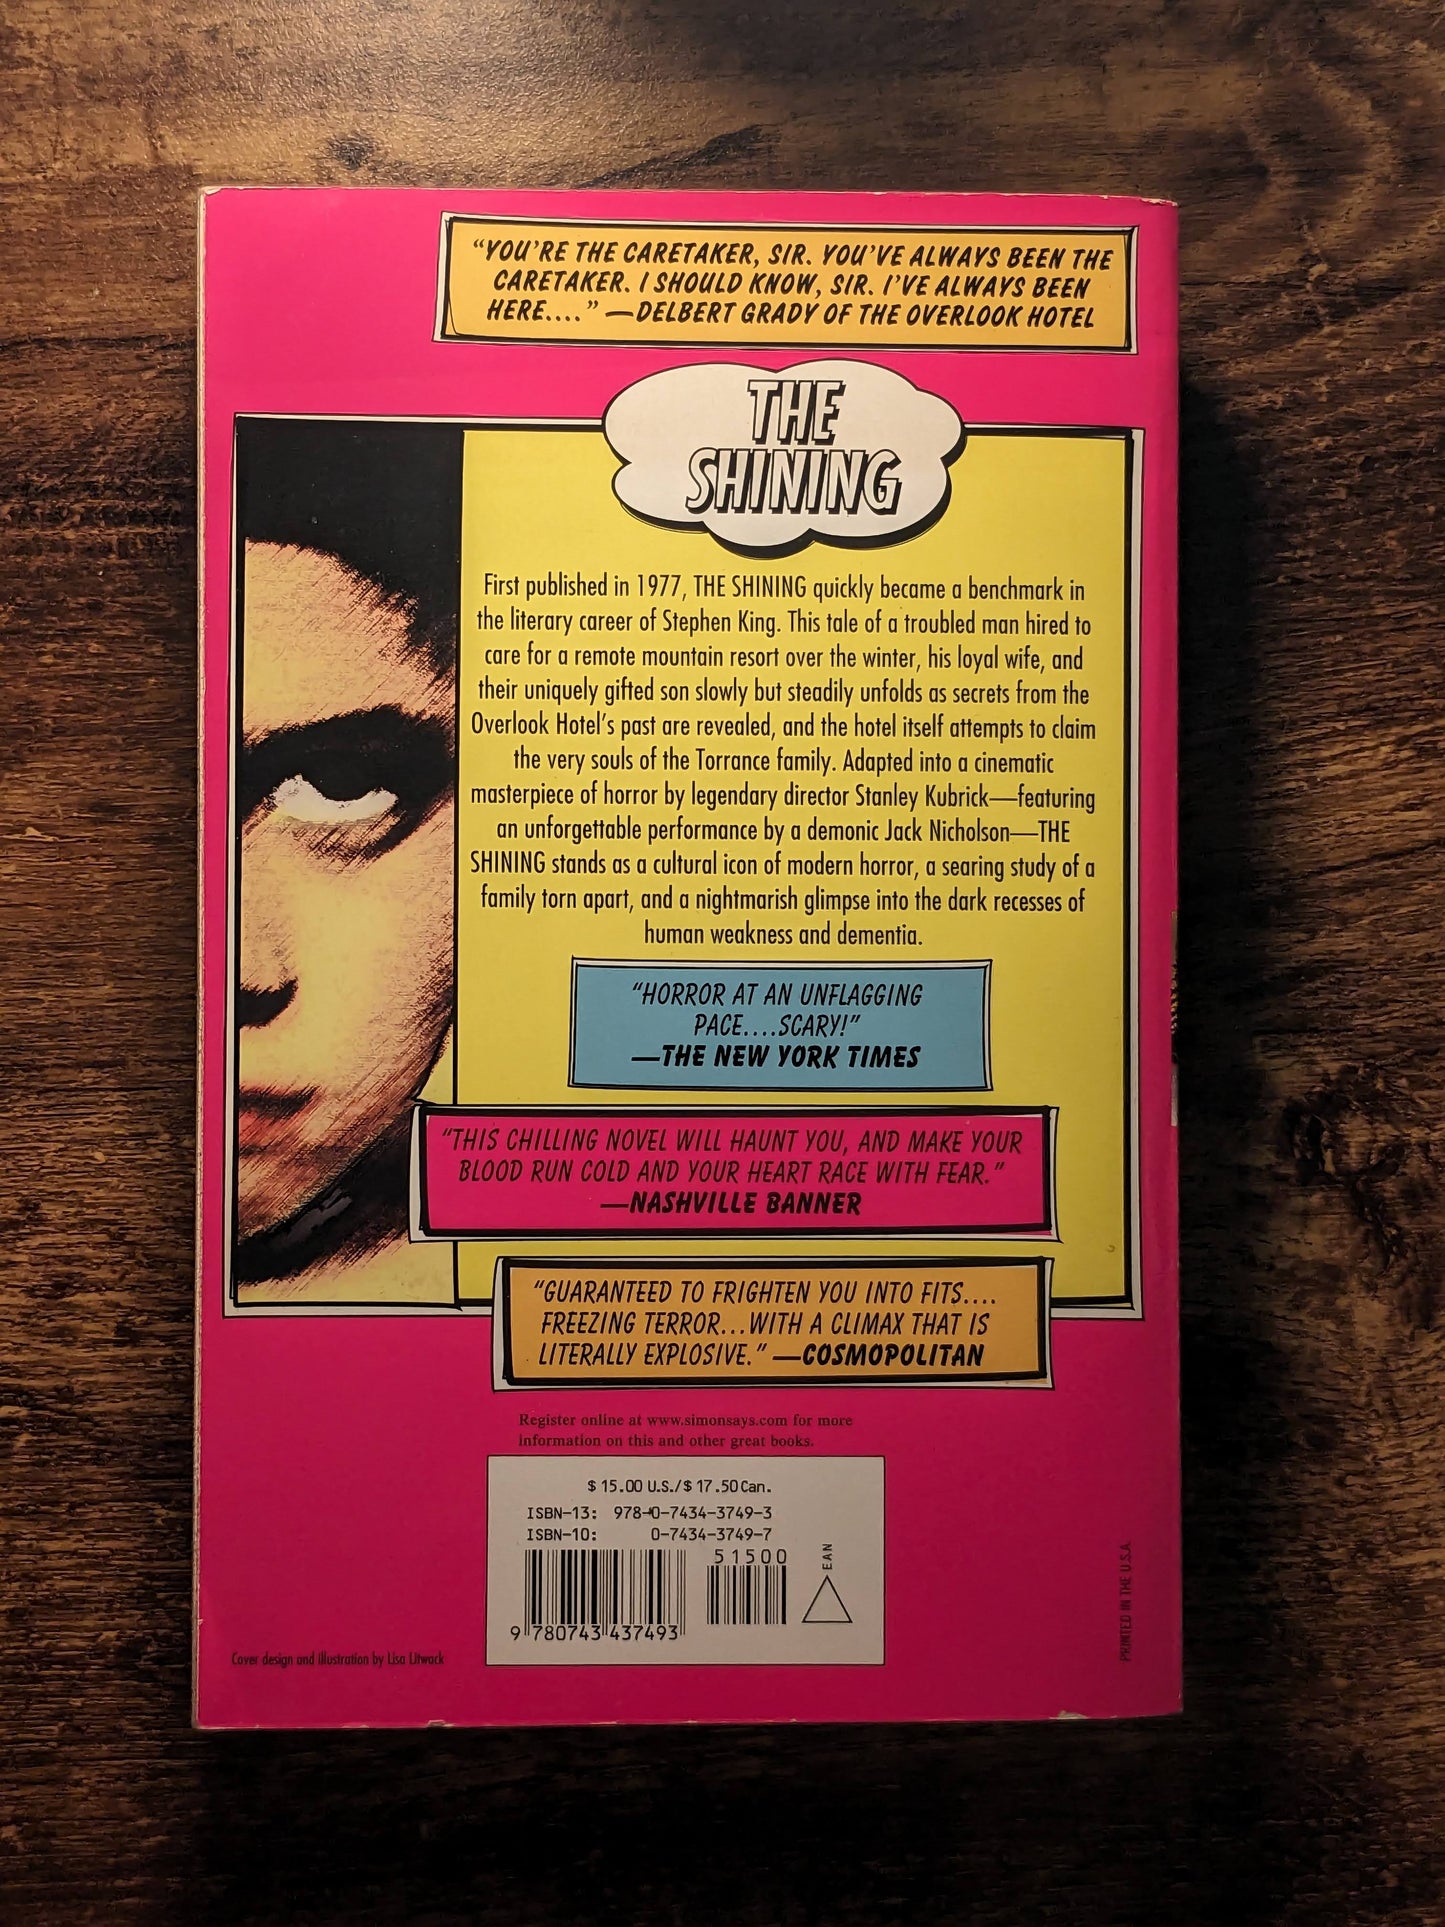 “YOU’RE THE CARETAKER, SIR. YOU’VE ALWAYS BEEN THE
CARETAKER. I SHOULD KNOW, SIR. I’VE ALWAYS BEEN
HERE....” —DELBERT GRADY OF THE OVERLOOK HOTEL
THE
SHINING
First published in 1977, THE SHINING quickly became a benchmark in
the literary career of Stephen King. This tale of a troubled man hired to
care for a remote mountain resort over the winter, his loyal wife, and
their uniquely gifted son slowly but steadily unfolds as secrets from the
Overlook Hotel’s past are revealed, and the hotel itself attempts to claim
the very souls of the Torrance family. Adapted into a cinematic
masterpiece of horror by legendary director Stanley Kubrick—featuring
an unforgettable performance by a demonic Jack Nicholson—THE
SHINING stands as a cultural icon of modern horror, a searing study of a
family torn apart, and a nightmarish glimpse into the dark recesses of
human weakness and dementia.
“HORROR AT AN UNFLAGGING
PACE....SCARY!”
—THE NEW YORK TIMES
“THIS CHILLING NOVEL WILL HAUNT YOU, AND MAKE YOUR
BLOOD RUN COLD AND YOUR HEART RACE WITH FEAR.”
—NASHVILLE BANNER
“GUARANTEED TO FRIGHTEN YOU INTO FITS....
FREEZING TERROR...WITH A CLIMAX THAT IS
LITERALLY EXPLOSIVE.” —COSMOPOLITAN
Register online at www.simonsays.com for more
information on this and other great books.
$ 15.00 U.S./$ 17.50 Can.
ISBN-13: 978-0-7434-3749-3
ISBN-10: 0-7434-3749-7
51500
EAN
9 780743 437493
Cover design and illustration by Lisa Litwack
PRINTED IN THE U.S.A.